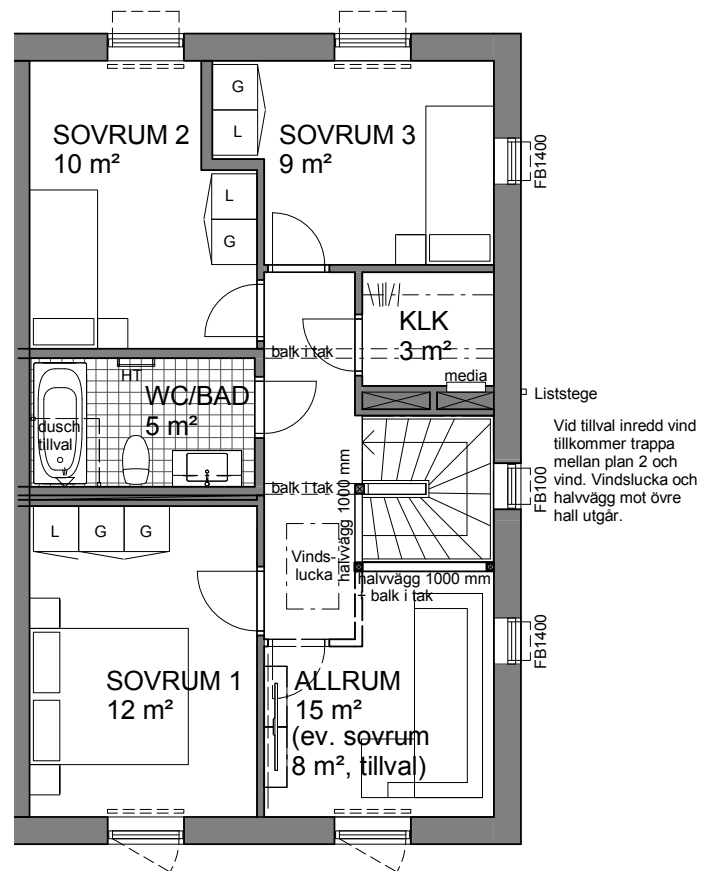 G
L
SOVRUM 2
10 m²
SOVRUM 3
9 m²
FB1400
L
G
KLK
3 m²
balk i tak
media
HT
WC/BAD
5 m²
dusch
tillval
Liststege
Vid tillval inredd vind
tillkommer trappa
mellan plan 2 och
vind. Vindslucka och
halvvägg mot övre
hall utgår.
balk i tak
halvvägg 1000 mm
FB100
L
G
G
Vinds-
lucka
halvvägg 1000 mm
+ balk i tak
FB1400
SOVRUM 1
12 m²
ALLRUM
15 m²
(ev. sovrum
8 m², tillval)